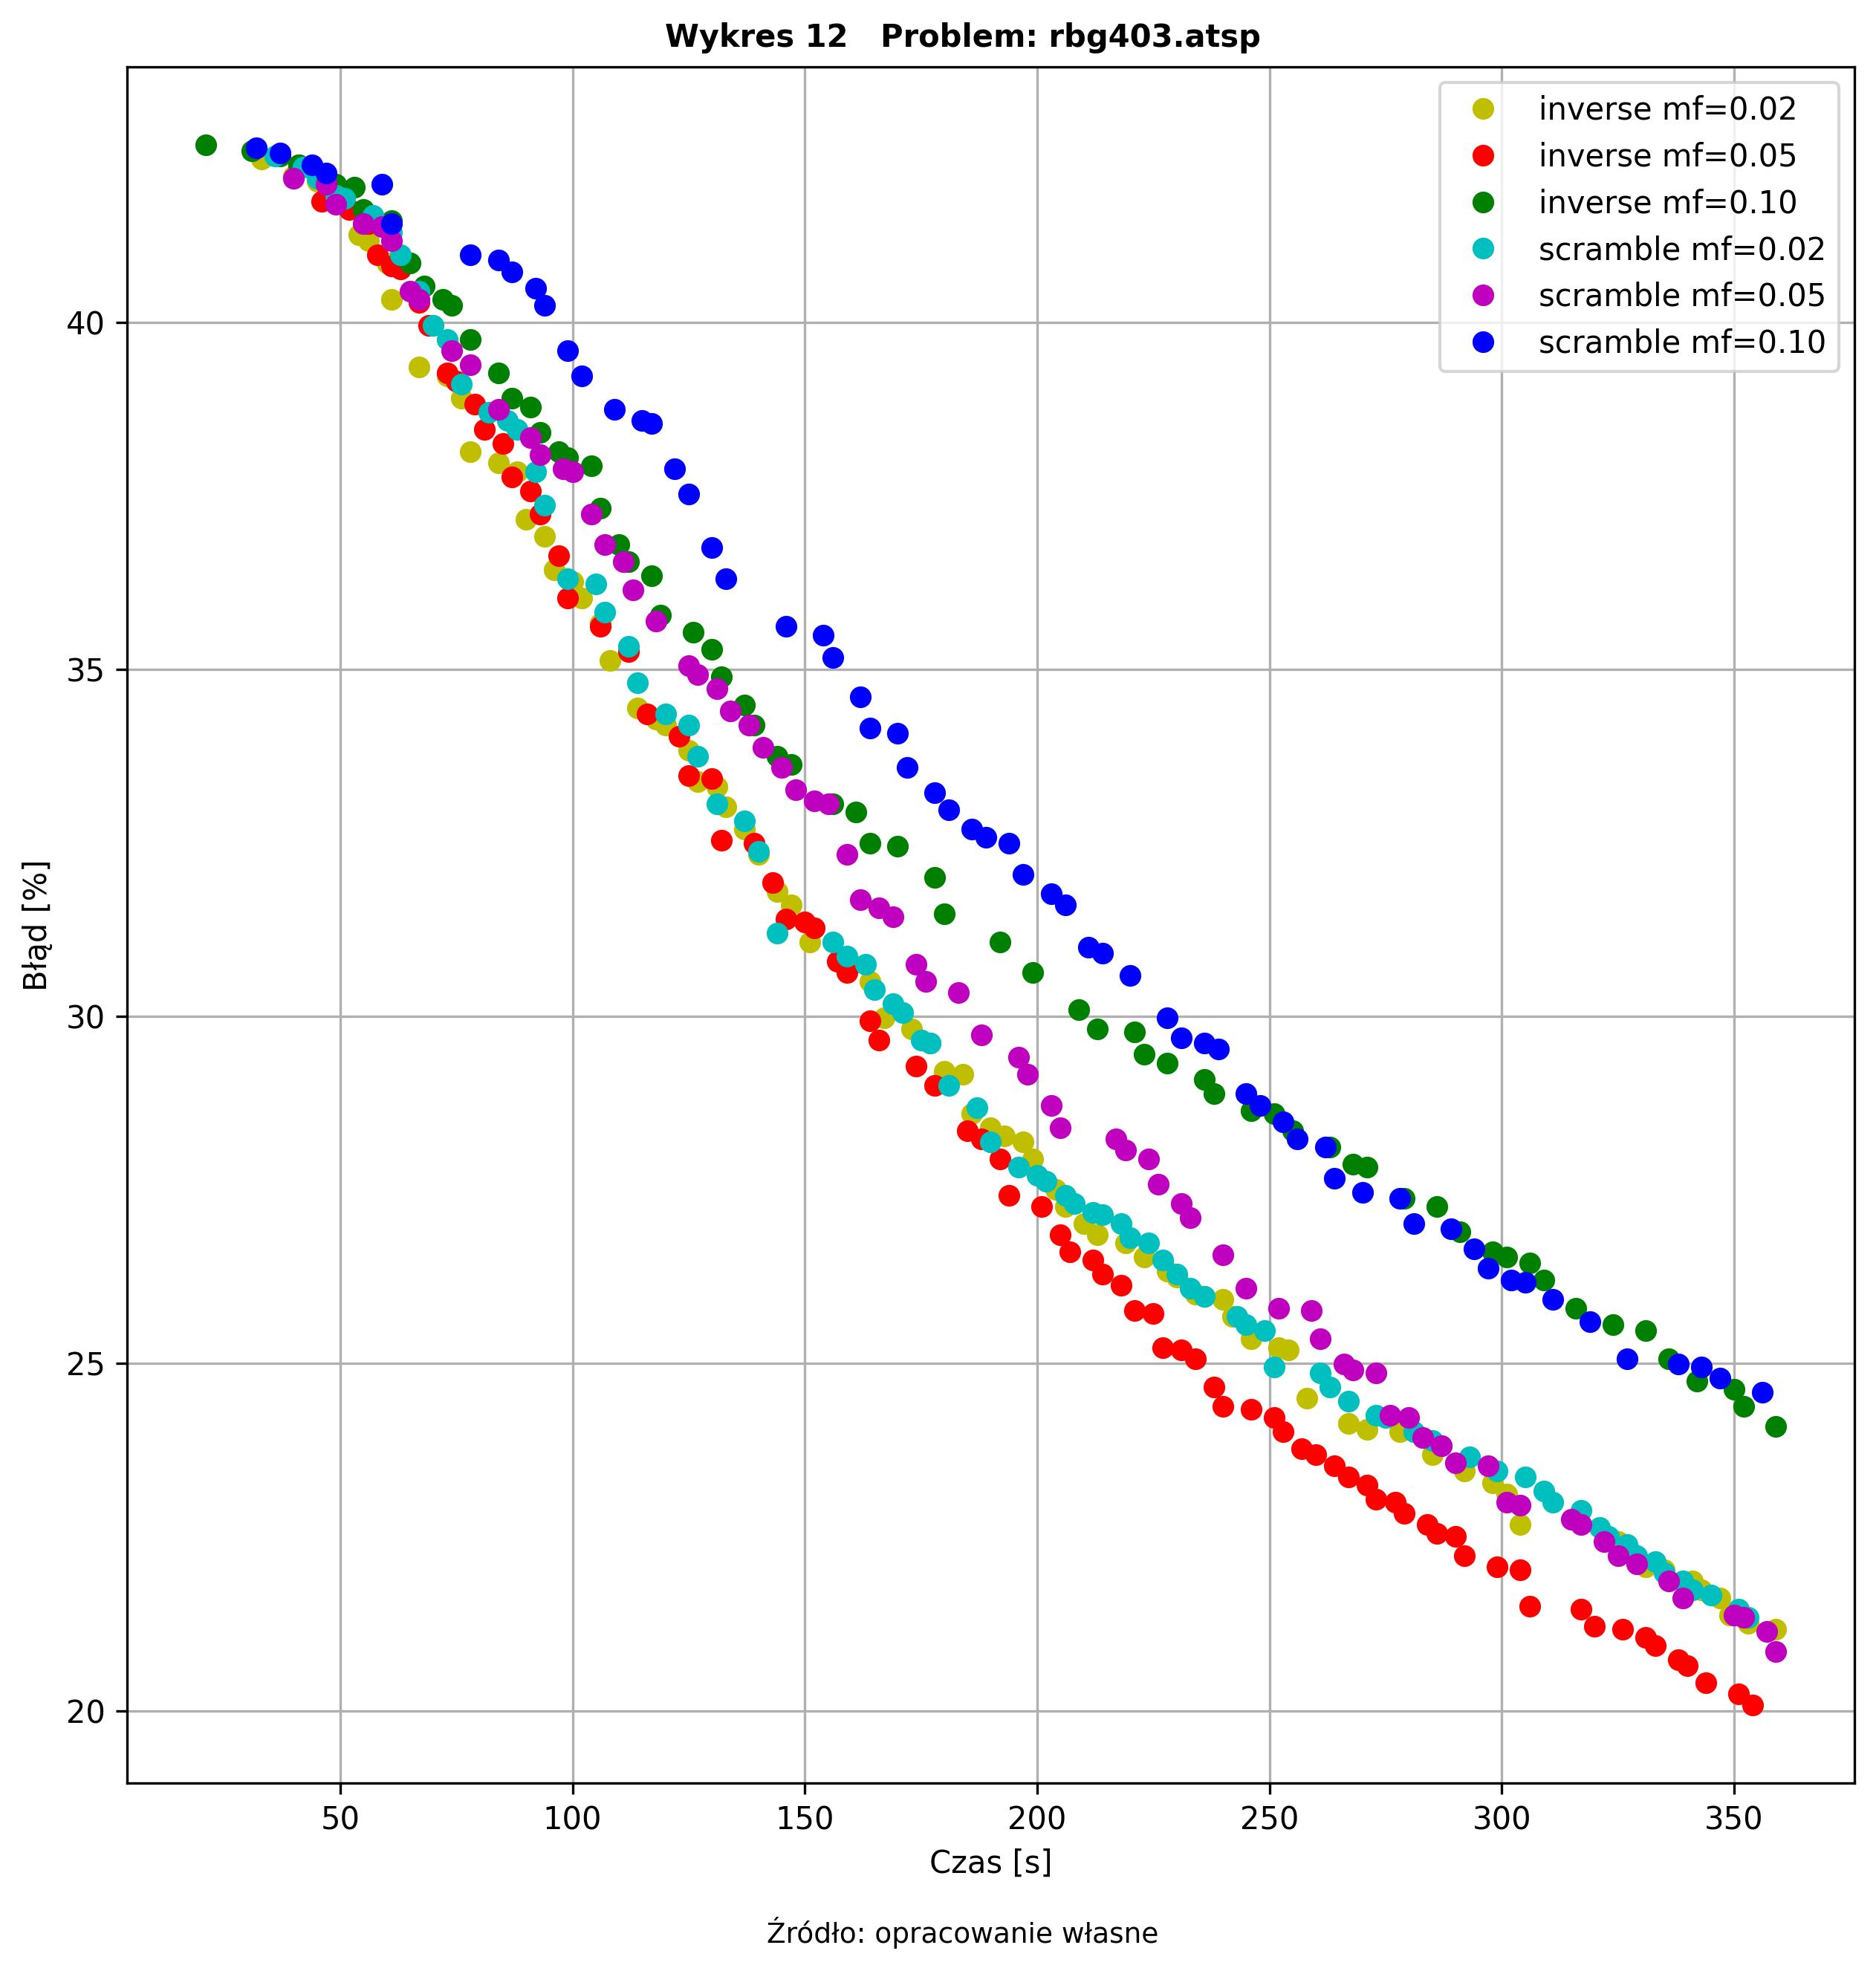 Wykres 12   Problem: rbg403.atsp
inverse mf=0.02
inverse mf=0.05
inverse mf=0.10
scramble mf=0.02
scramble mf=0.05
scramble mf=0.10
40
35
30
25
20
Błąd [%]
50 100 150 200 250 300 350
Czas [s]
Źródło: opracowanie własne